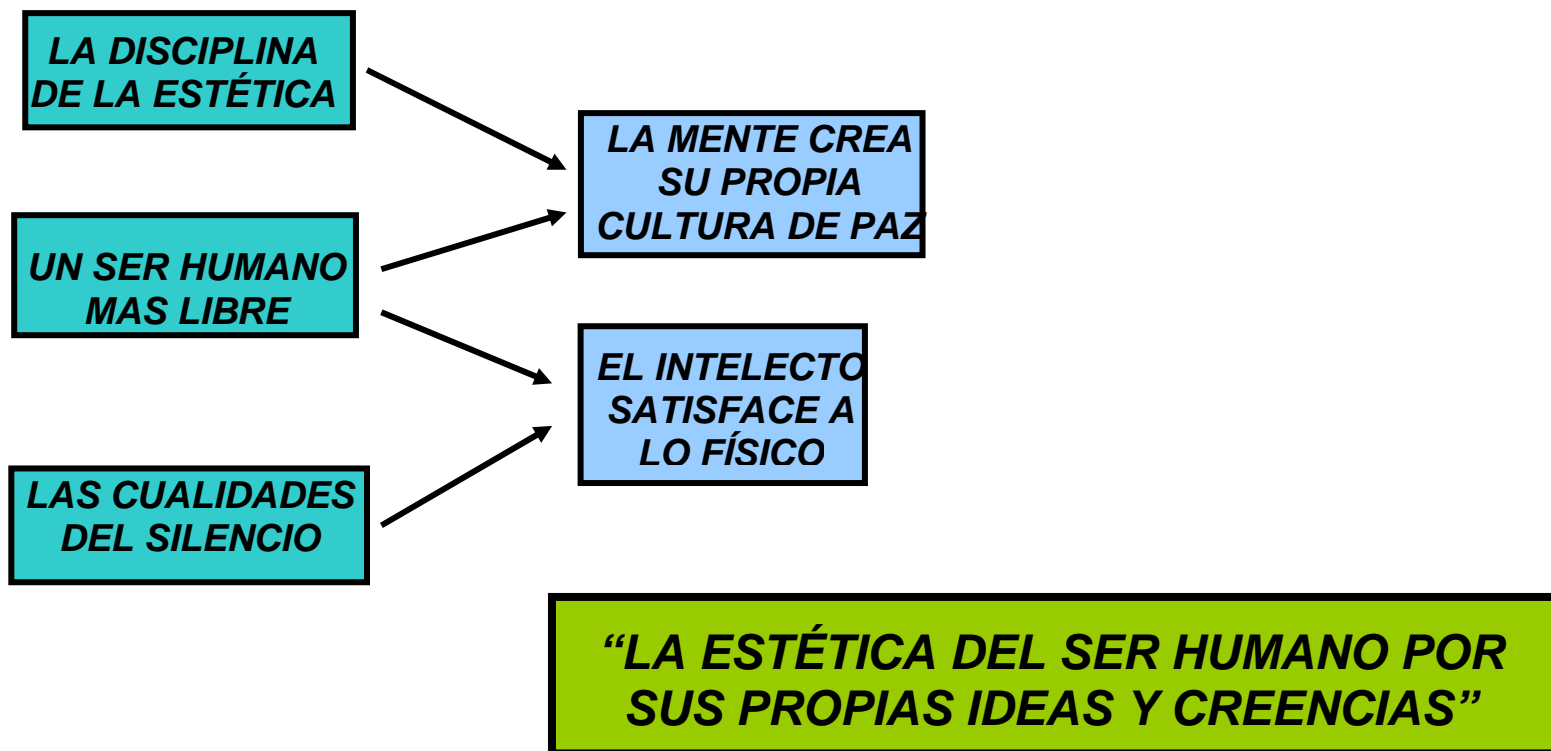 LA DISCIPLINA
DE LA ESTÉTICA
LA MENTE CREA
SU PROPIA
CULTURA DE PAZ
UN SER HUMANO
MAS LIBRE
EL INTELECTO
SATISFACE A
LO FÍSICO
LAS CUALIDADES
DEL SILENCIO
“LA ESTÉTICA DEL SER HUMANO POR
SUS PROPIAS IDEAS Y CREENCIAS”